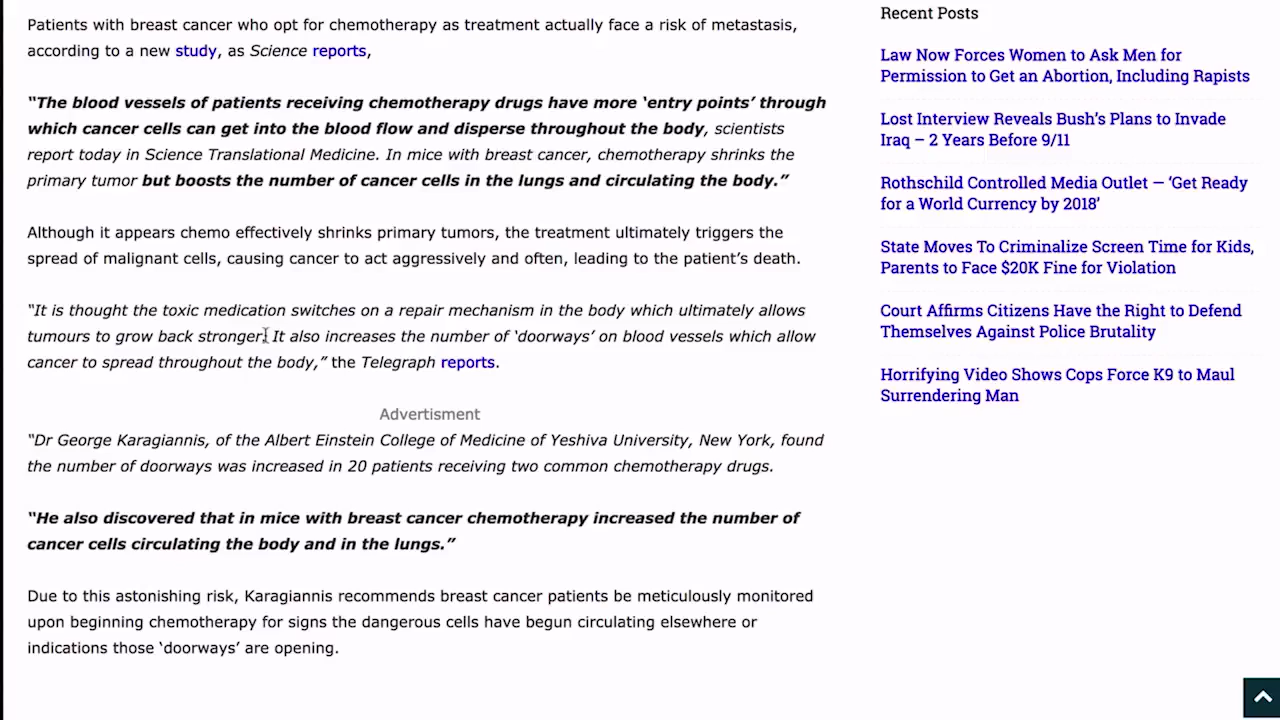 Patients with breast cancer who opt for chemotherapy as treatment actually face a risk of metastasis,
according to a new study, as Science reports,
“The blood vessels of patients receiving chemotherapy drugs have more ‘entry points’ through
which cancer cells can get into the blood flow and disperse throughout the body, scientists
report today in Science Translational Medicine. In mice with breast cancer, chemotherapy shrinks the
primary tumor but boosts the number of cancer cells in the lungs and circulating the body.”
Although it appears chemo effectively shrinks primary tumors, the treatment ultimately triggers the
spread of malignant cells, causing cancer to act aggressively and often, leading to the patient’s death.
“It is thought the toxic medication switches on a repair mechanism in the body which ultimately allows
tumours to grow back stronger. It also increases the number of ‘doorways’ on blood vessels which allow
cancer to spread throughout the body,” the Telegraph reports.
Advertisment
“Dr George Karagiannis, of the Albert Einstein College of Medicine of Yeshiva University, New York, found
the number of doorways was increased in 20 patients receiving two common chemotherapy drugs.
“He also discovered that in mice with breast cancer chemotherapy increased the number of
cancer cells circulating the body and in the lungs.”
Due to this astonishing risk, Karagiannis recommends breast cancer patients be meticulously monitored
upon beginning chemotherapy for signs the dangerous cells have begun circulating elsewhere or
indications those ‘doorways’ are opening.
Recent Posts
Law Now Forces Women to Ask Men for
Permission to Get an Abortion, Including Rapists
Lost Interview Reveals Bush’s Plans to Invade
Iraq – 2 Years Before 9/11
Rothschild Controlled Media Outlet — ‘Get Ready
for a World Currency by 2018’
State Moves To Criminalize Screen Time for Kids,
Parents to Face $20K Fine for Violation
Court Affirms Citizens Have the Right to Defend
Themselves Against Police Brutality
Horrifying Video Shows Cops Force K9 to Maul
Surrendering Man